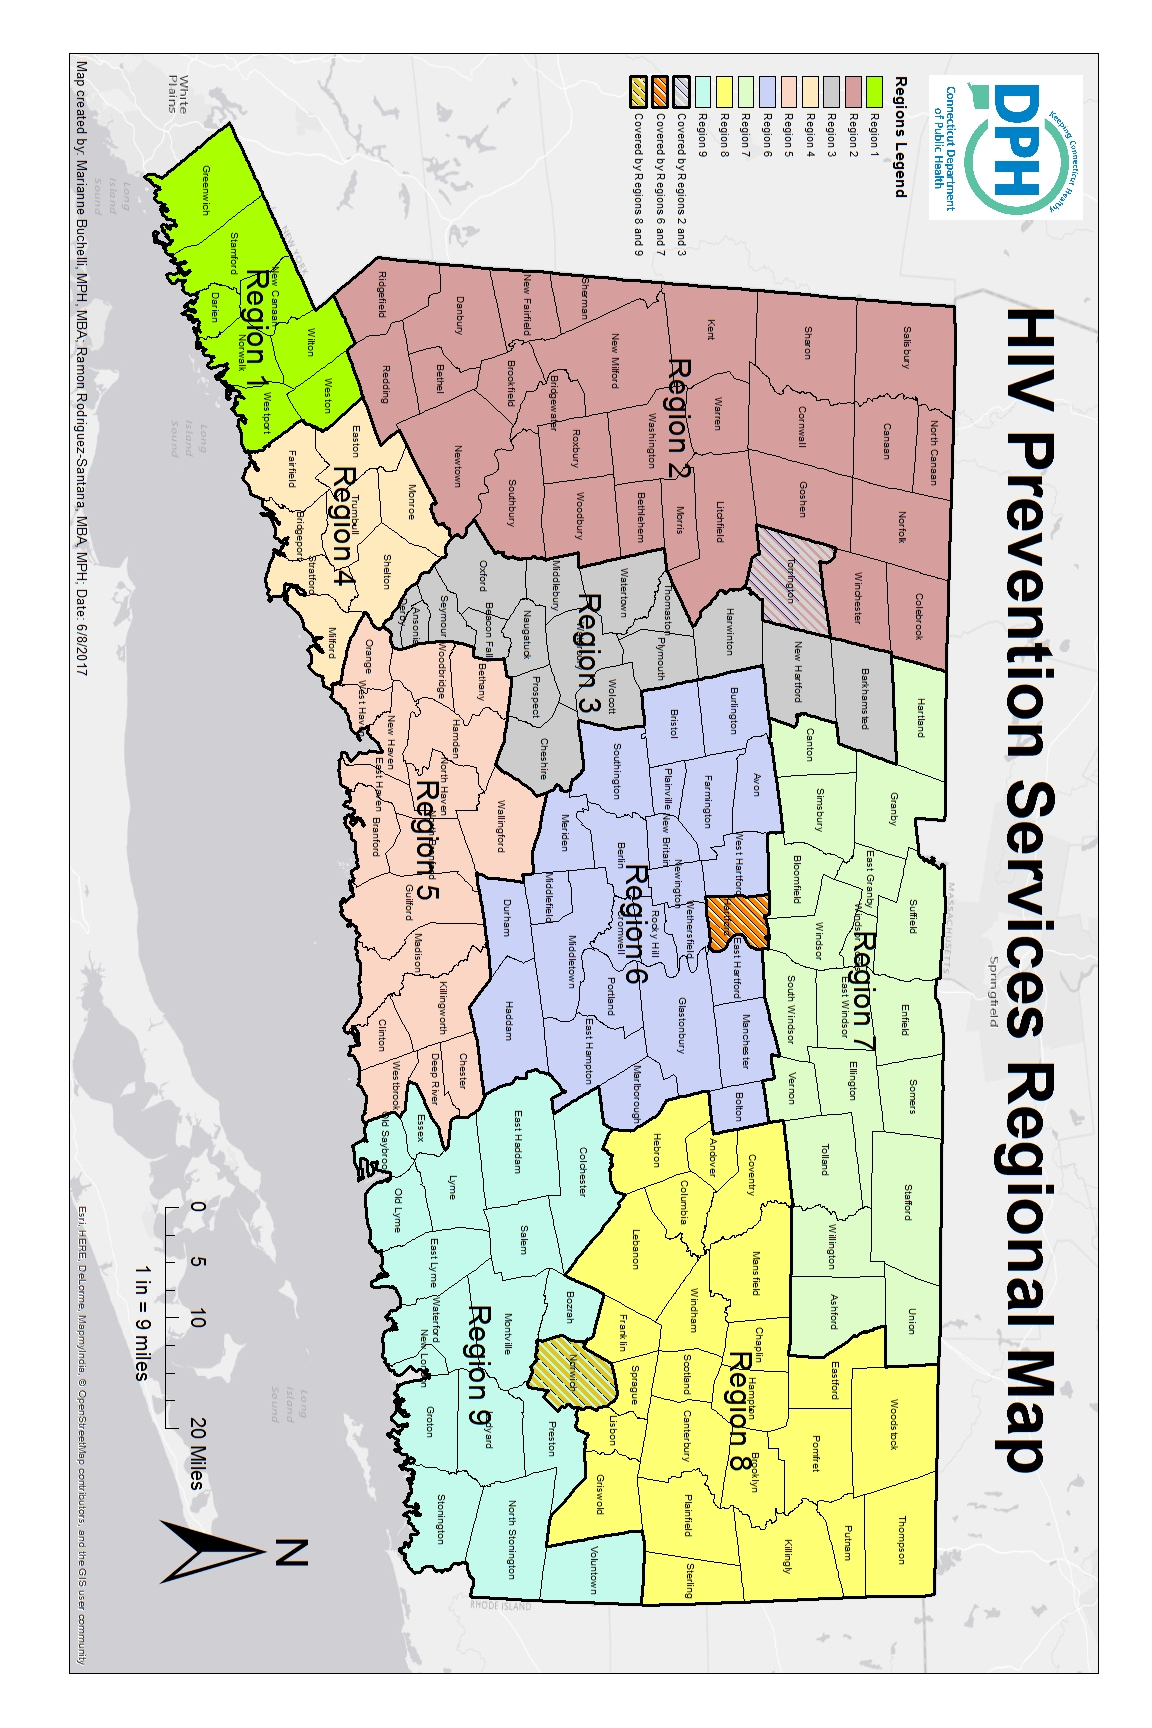 HIV Prevention Services Regional Map
Keeping Connecticut Healthy
DPH
Connecticut Department
of Public Health
Regions Legend
Region 1
Region 2
Region 3
Region 4
Region 5
Region 6
Region 7
Region 8
Region 9
Covered by Regions 2 and 3
Covered by Regions 6 and 7
Covered by Regions 8 and 9
MASSACHUSETTS
Springfield
Salisbury
North Canaan
Canaan
Norfolk
Colebrook
Hartland
Granby
Suffield
Enfield
Somers
Stafford
Union
Woodstock
Thompson
Sharon
Cornwall
Goshen
Winchester
Barkhamsted
East Granby
Windsor
East Windsor
Ellington
Region 7
Torrington
New Hartford
Canton
Simsbury
Bloomfield
Windsor
South Windsor
Vernon
Tolland
Willington
Ashford
Eastford
Pomfret
Putnam
Killingly
Kent
Warren
Litchfield
Harwinton
Burlington
Avon
West Hartford
Hartford
East Hartford
Manchester
Bolton
Coventry
Andover
Mansfield
Chaplin
Hampton
Brooklyn
Region 8
Region 2
New Milford
Washington
Morris
Bethlehem
Thomaston
Plymouth
Bristol
Farmington
Plainville
New Britain
Newington
Wethersfield
Rocky Hill
Glastonbury
Marlborough
Hebron
Columbia
Lebanon
Windham
Scotland
Canterbury
Plainfield
Sterling
Sherman
Bridgewater
Roxbury
Woodbury
Watertown
Region 3
Wolcott
Southington
Berlin
Region 6
Cromwell
Portland
East Hampton
Colchester
Franklin
Sprague
Lisbon
Griswold
Voluntown
New Fairfield
Brookfield
Southbury
Middlebury
Naugatuck
Prospect
Cheshire
Meriden
Middlefield
Middletown
Durham
Haddam
East Haddam
Salem
Bozrah
Norwich
Preston
North Stonington
Danbury
Bethel
Newtown
Oxford
Beacon Fall
Seymour
Bethany
Woodbridge
Hamden
North Haven
Wallingford
Region 5
Guilford
Madison
Killingworth
Chester
Deep River
Essex
Lyme
East Lyme
Montville
Region 9
Waterford
Groton
Stonington
Ridgefield
Redding
Easton
Monroe
Trumbull
Shelton
Region 4
Ansonia
Derby
Orange
West Haven
New Haven
East Haven
Branford
Clinton
Westbrook
Old Saybrook
Old Lyme
New London
Greenwich
Stamford
New Canaan
Darien
Region 1
Norwalk
Wilton
Weston
Westport
Fairfield
Bridgeport
Stratford
Milford
NEW YORK
RHODE ISLAND
White
Plains
Long
Island
Sound
Long
Island
Sound
Long
Island
Sound
0 5 10 20 Miles
1 in = 9 miles
N
Map created by: Marianne Buchelli, MPH, MBA; Ramon Rodriguez-Santana, MBA, MPH; Date: 6/8/2017
Esri, HERE, DeLorme, MapmyIndia, © OpenStreetMap contributors, and the GIS user community